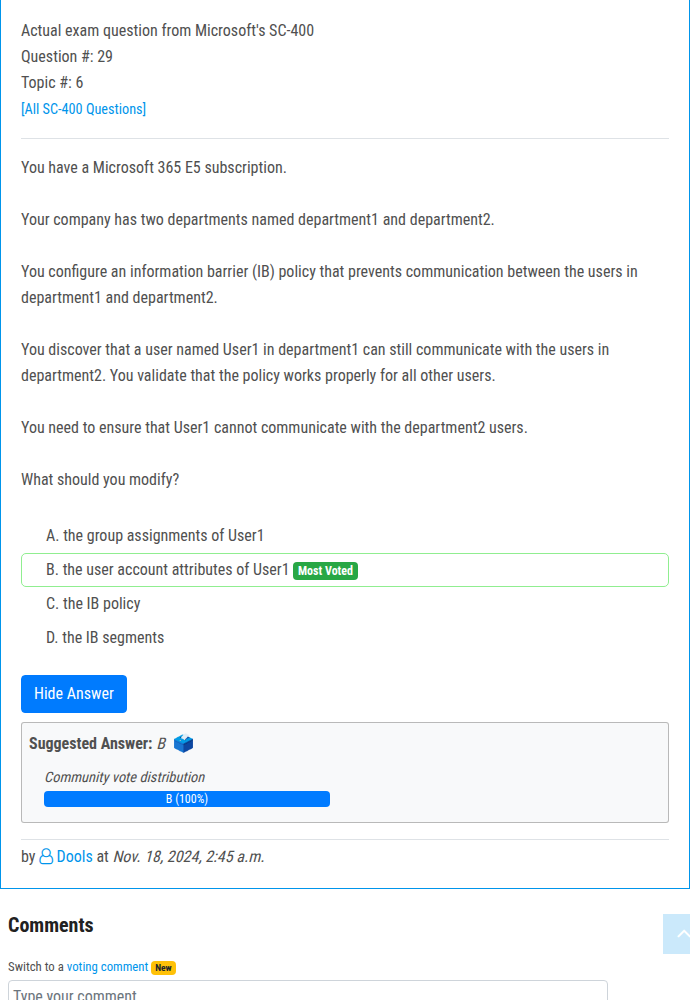 Actual exam question from Microsoft's SC-400
Question #: 29
Topic #: 6
[All SC-400 Questions]
You have a Microsoft 365 E5 subscription.
Your company has two departments named department1 and department2.
You configure an information barrier (IB) policy that prevents communication between the users in
department1 and department2.
You discover that a user named User1 in department1 can still communicate with the users in
department2. You validate that the policy works properly for all other users.
You need to ensure that User1 cannot communicate with the department2 users.
What should you modify?
A. the group assignments of User1
B. the user account attributes of User1 Most Voted
C. the IB policy
D. the IB segments
Hide Answer
Suggested Answer: B
Community vote distribution
B (100%)
by Dools at Nov. 18, 2024, 2:45 a.m.
Comments
Switch to a voting comment New
Type your comment